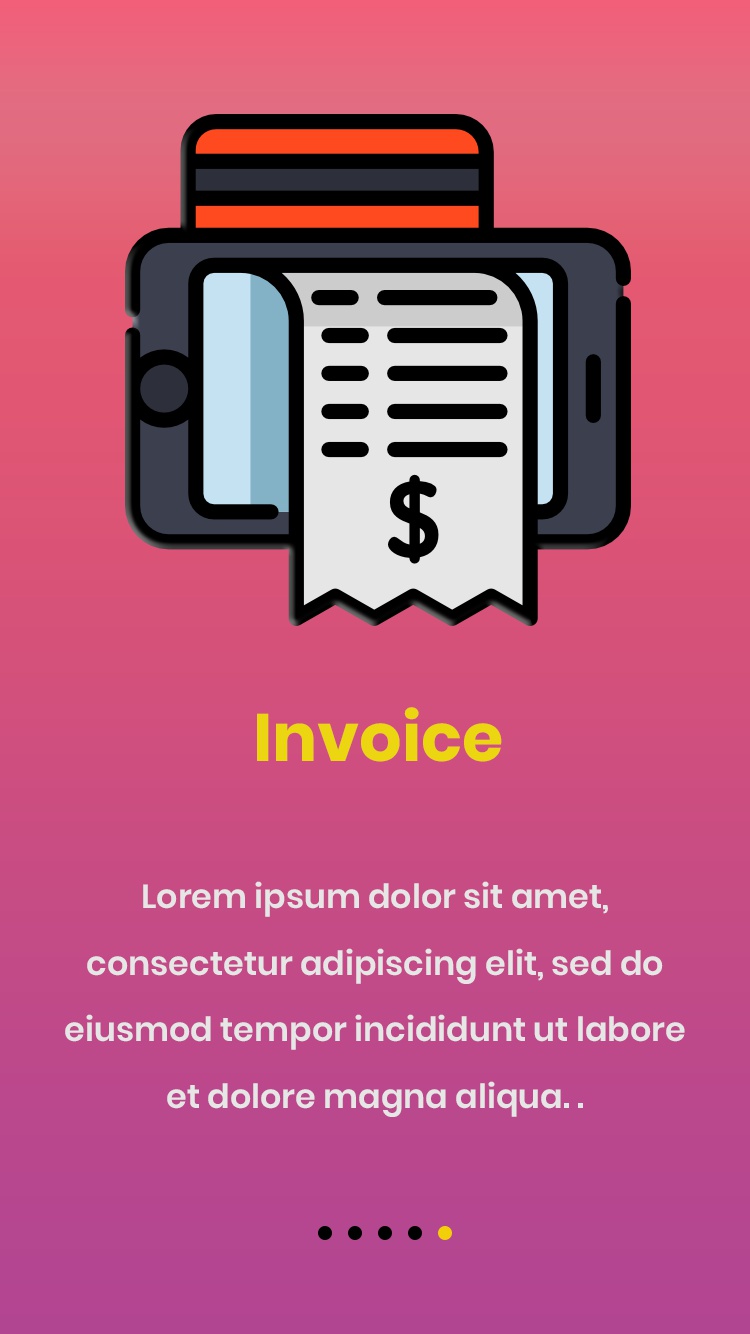 $
Invoice
Lorem ipsum dolor sit amet,
consectetur adipiscing elit, sed do
eiusmod tempor incididunt ut labore
et dolore magna aliqua. .